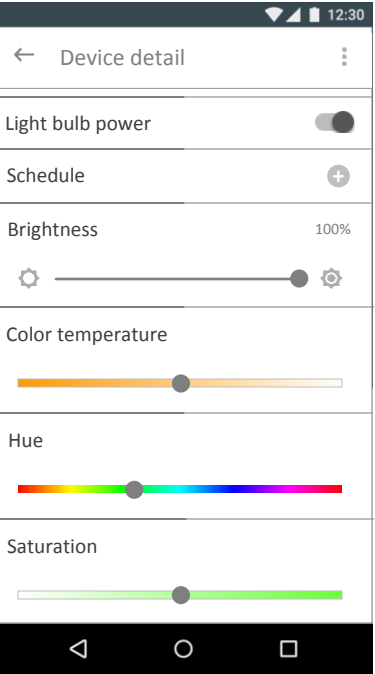 12:30
Device detail
Light bulb power
Schedule
Brightness 100%
Color temperature
Hue
Saturation